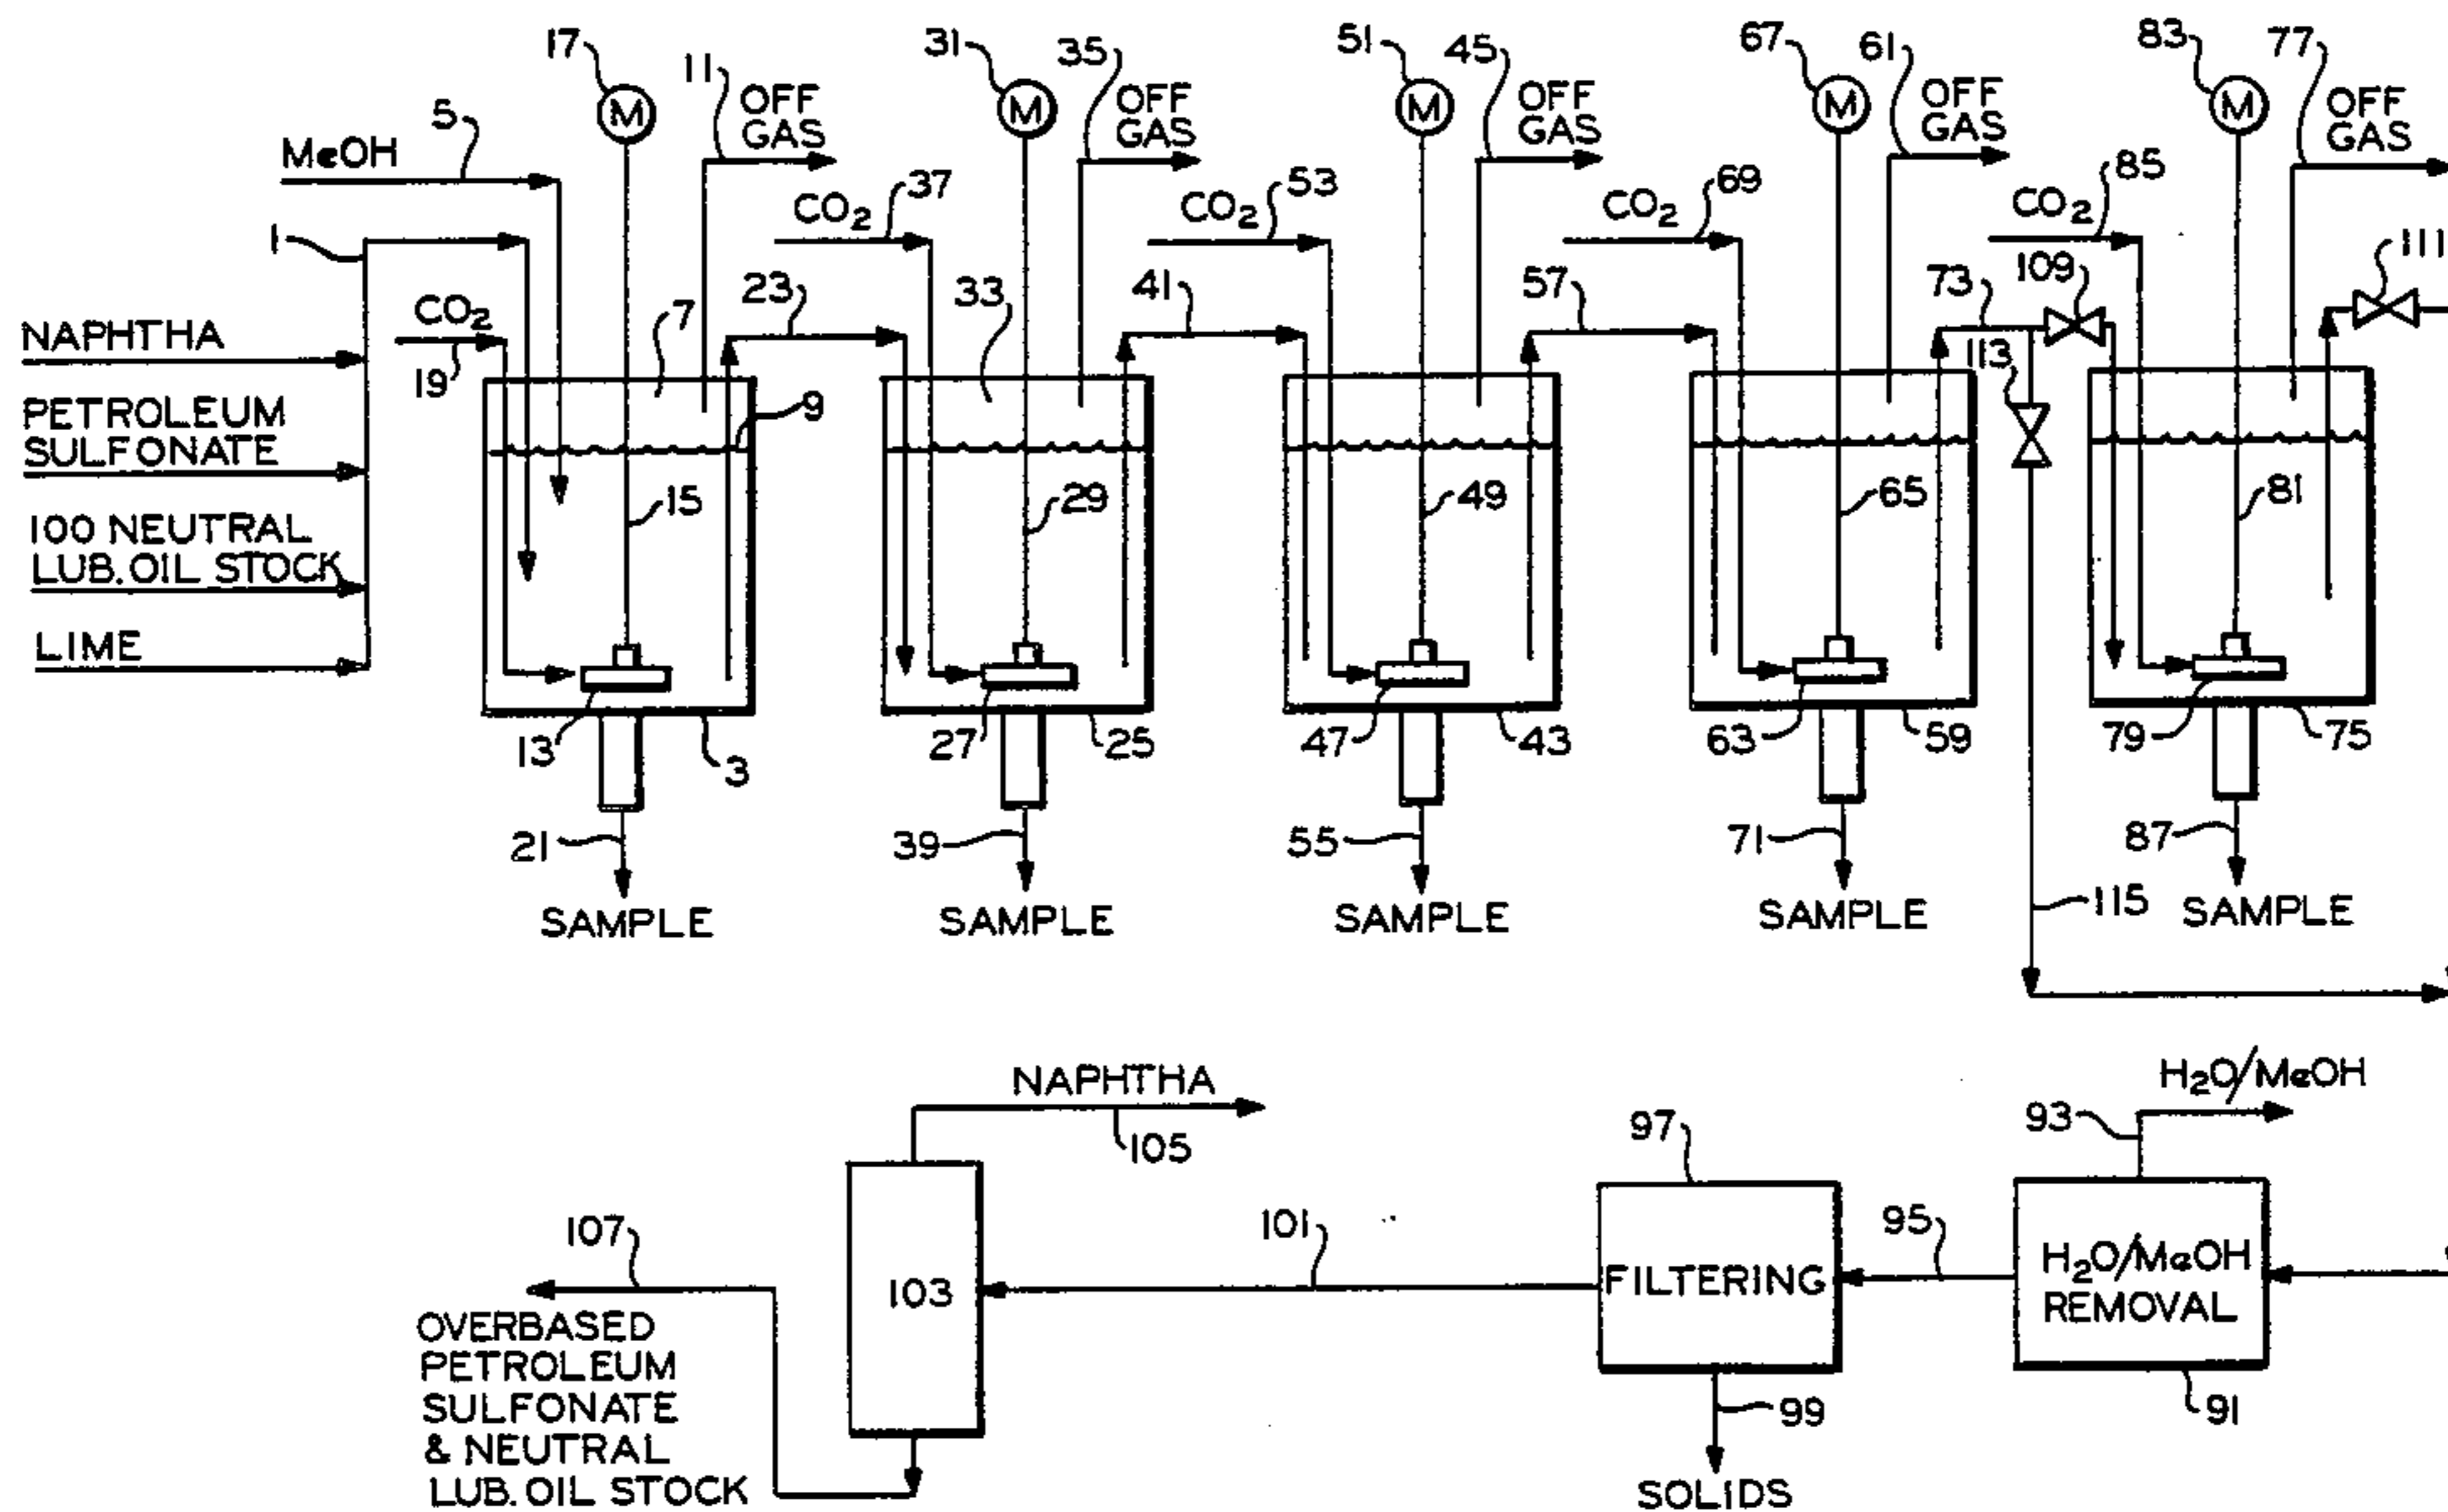 17
11
OFF
GAS
31
35
OFF
GAS
51
45
OFF
GAS
67
61
OFF
GAS
83
77
OFF
GAS
M
M
M
M
M
5
MeOH
1
CO2
37
CO2
53
CO2
69
CO2
85
111
CO2
19
7
23
33
41
57
73
109
113
NAPHTHA
PETROLEUM
SULFONATE
100 NEUTRAL
LUB. OIL STOCK
LIME
9
15
29
49
65
81
13
3
27
25
47
43
63
59
79
75
21
39
55
71
87
115
SAMPLE
SAMPLE
SAMPLE
SAMPLE
SAMPLE
NAPHTHA
105
97
93
H2O/MeOH
107
103
101
FILTERING
95
H2O/MeOH
REMOVAL
91
99
SOLIDS
OVERBASED
PETROLEUM
SULFONATE
& NEUTRAL
LUB. OIL STOCK